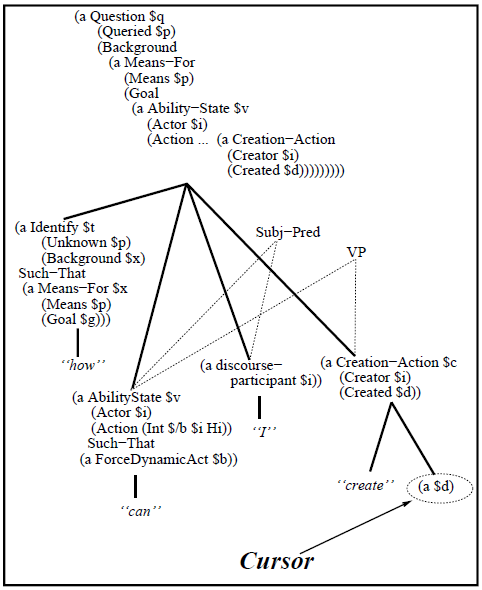 (a Question $q
(Queried $p)
(Background
(a Means−For
(Means $p)
(Goal
(a Ability−State $v
(Actor $i)
(Action ... (a Creation−Action
(Creator $i)
(Created $d)))))))))
(a Identify $t
(Unknown $p)
(Background $x)
Such−That
(a Means−For $x
(Means $p)
(Goal $g)))
‘‘how’’
Subj−Pred
VP
(a AbilityState $v
(Actor $i)
(Action (Int $/b $i Hi))
Such−That
(a ForceDynamicAct $b))
‘‘can’’
(a discourse−
participant $i))
‘‘I’’
(a Creation−Action $c
(Creator $i)
(Created $d))
‘‘create’’
(a $d)
Cursor